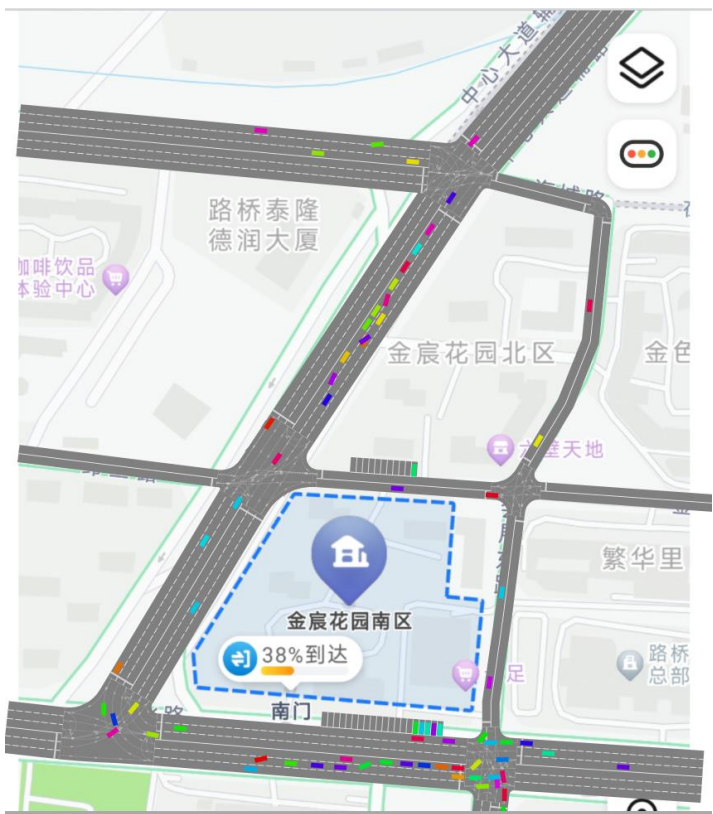 中心大道辅
路桥泰隆
德润大厦
咖啡饮品
体验中心
金宸花园北区
金色
天地
繁华里
金宸花园南区
38%到达
路桥
总部
足
南门
路